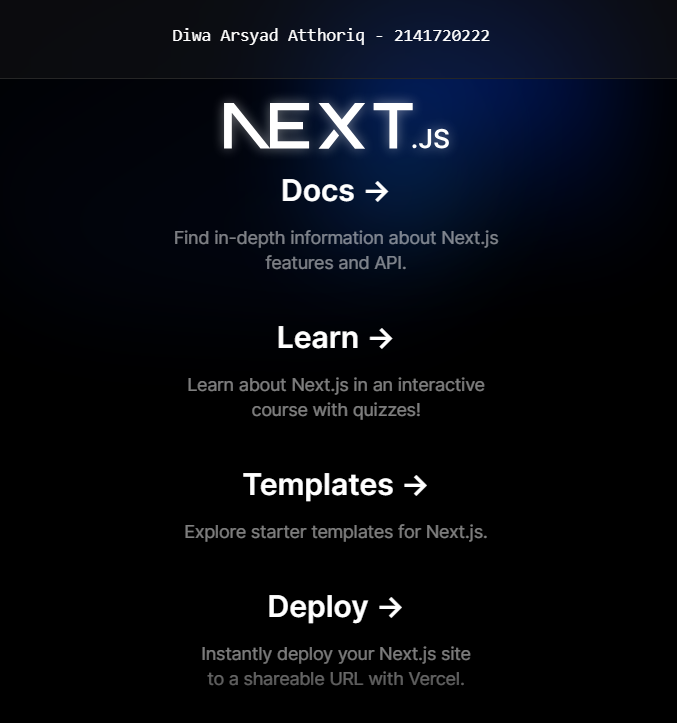 Diwa Arsyad Atthoriq - 2141720222
NEXT.JS
Docs →
Find in-depth information about Next.js
features and API.
Learn →
Learn about Next.js in an interactive
course with quizzes!
Templates →
Explore starter templates for Next.js.
Deploy →
Instantly deploy your Next.js site
to a shareable URL with Vercel.